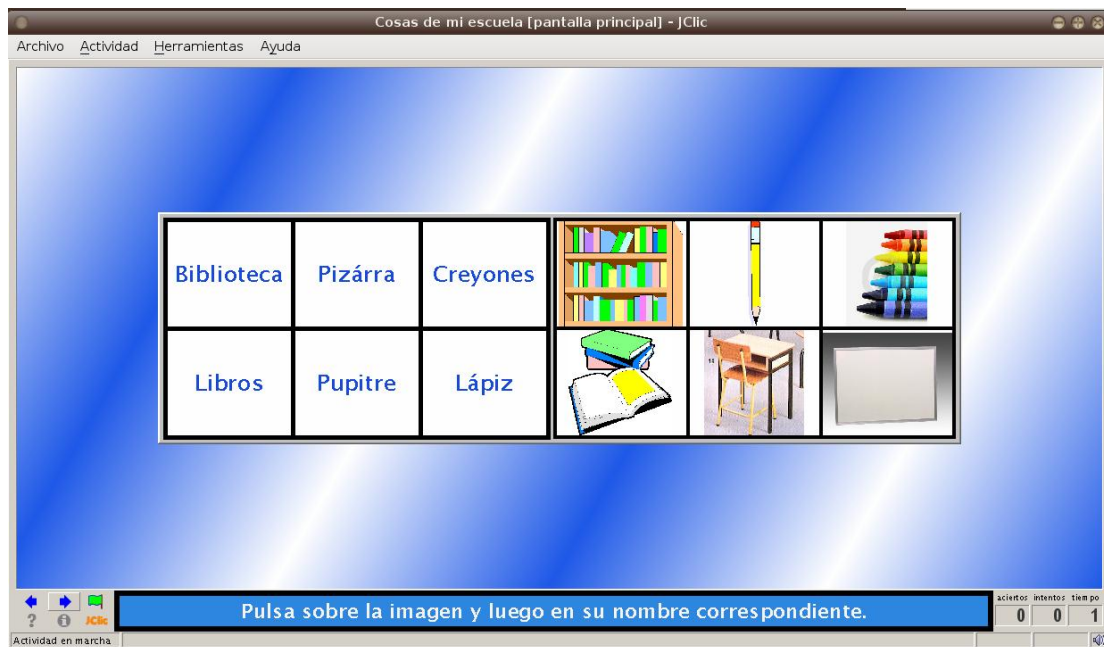 Cosas de mi escuela [pantalla principal] - JClic
Archivo Actividad Herramientas Ayuda
Biblioteca Pizárra Creyones
Libros Pupitre Lápiz
Pulsa sobre la imagen y luego en su nombre correspondiente.
aciertos intentos tiempo
0 0 1
? JClic
Actividad en marcha